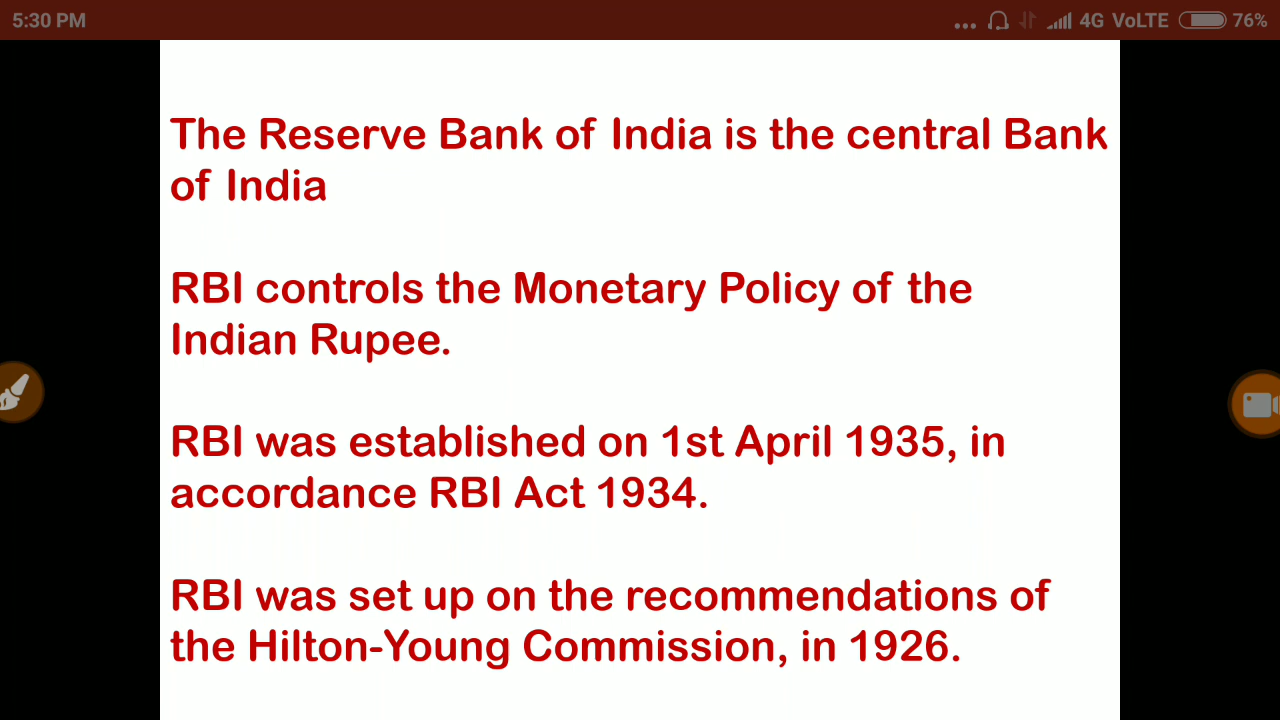 5:30 PM
... 4G VoLTE 76%
The Reserve Bank of India is the central Bank
of India
RBI controls the Monetary Policy of the
Indian Rupee.
RBI was established on 1st April 1935, in
accordance RBI Act 1934.
RBI was set up on the recommendations of
the Hilton-Young Commission, in 1926.